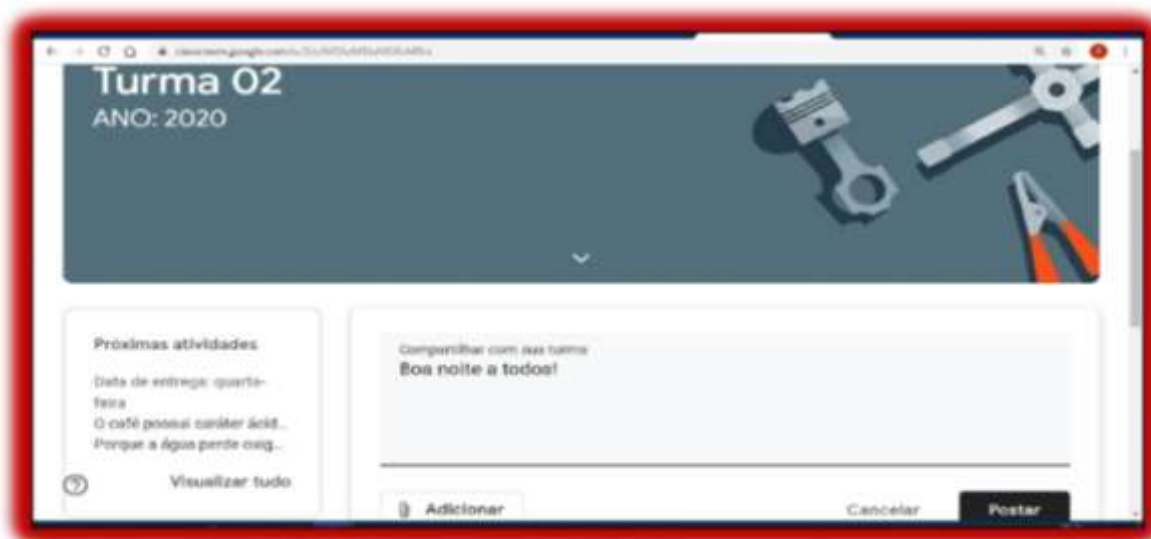 Turma 02
ANO: 2020
Próximas atividades
Data de entrega: quarta-
feira
O café possui caráter ácid...
Porque a água perde oxig...
Visualizar tudo
Compartilhar com sua turma
Boa noite a todos!
Adicionar
Cancelar
Postar